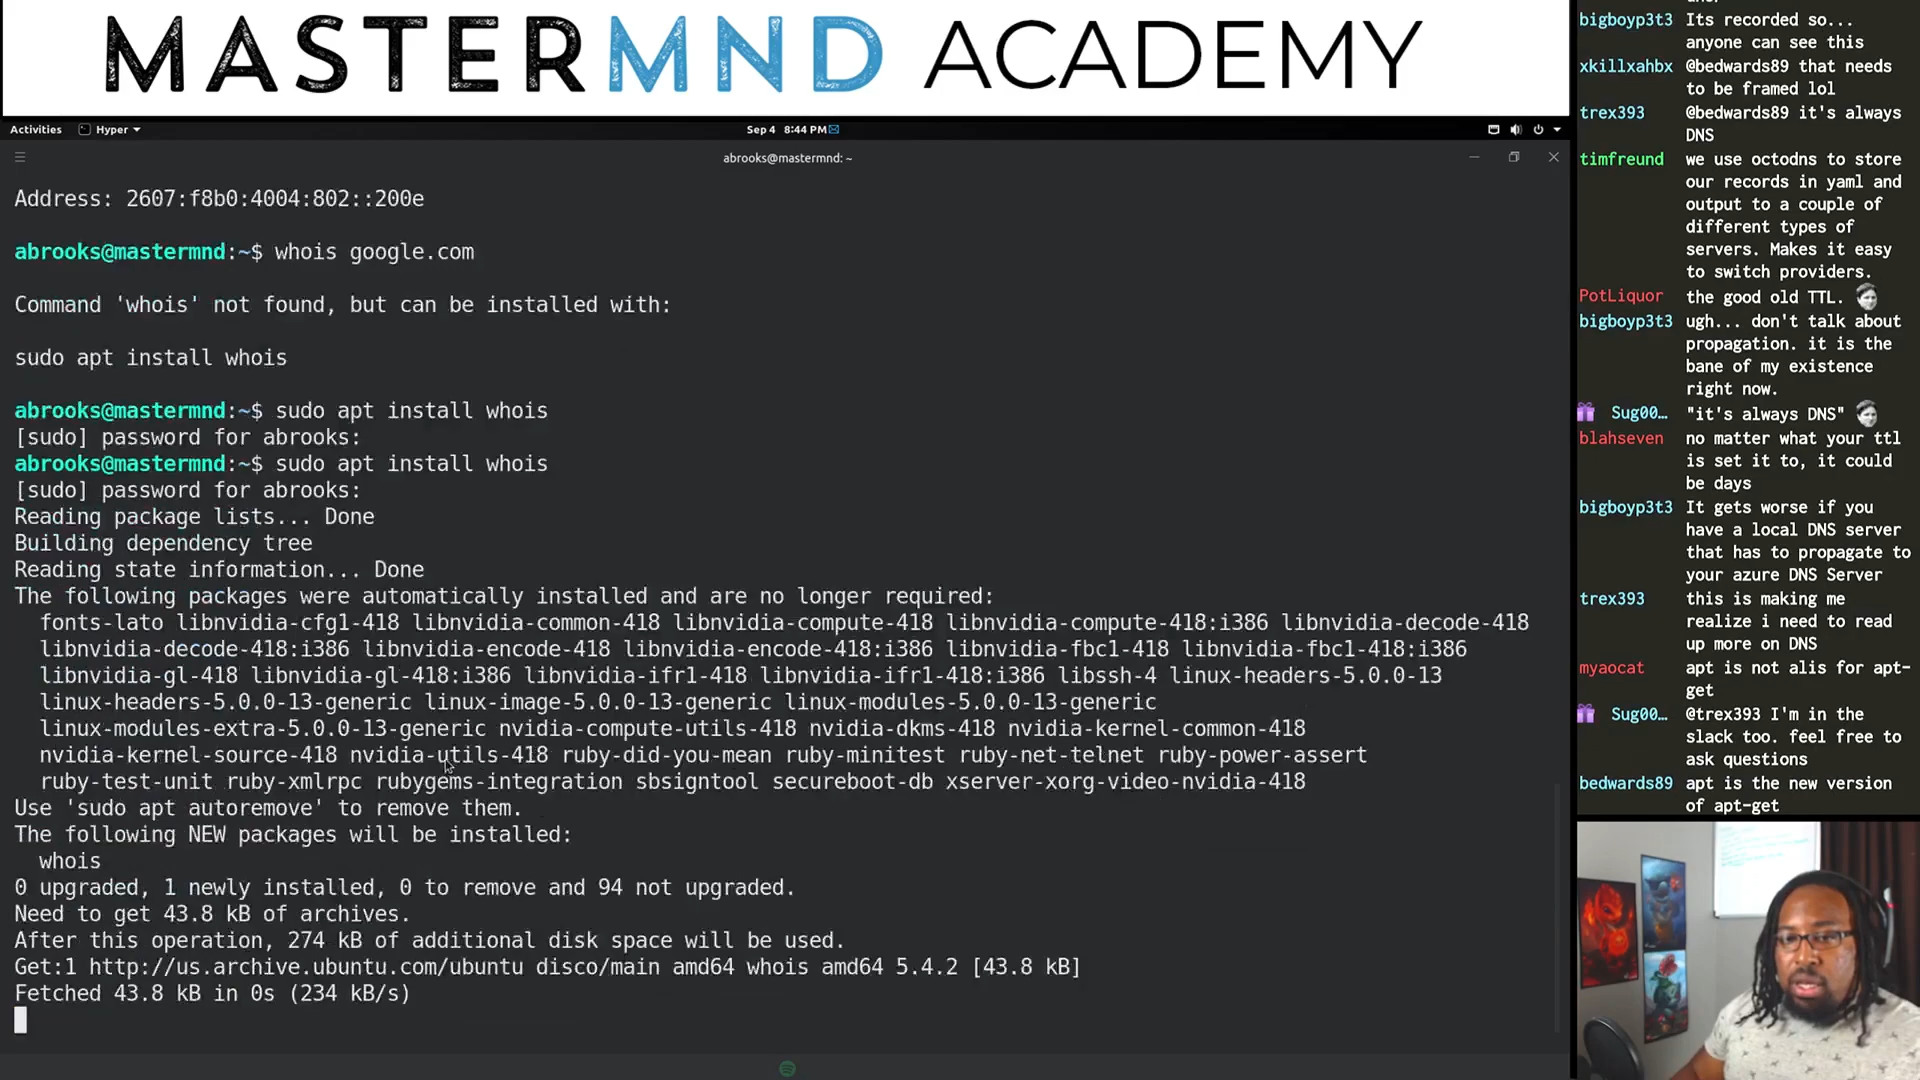 MASTERMND ACADEMY
Activities
Hyper
Sep 4 8:44 PM
abrooks@mastermnd: ~
Address: 2607:f8b0:4004:802::200e
abrooks@mastermnd:~$ whois google.com
Command 'whois' not found, but can be installed with:
sudo apt install whois
abrooks@mastermnd:~$ sudo apt install whois
[sudo] password for abrooks:
abrooks@mastermnd:~$ sudo apt install whois
[sudo] password for abrooks:
Reading package lists... Done
Building dependency tree
Reading state information... Done
The following packages were automatically installed and are no longer required:
fonts-lato libnvidia-cfg1-418 libnvidia-common-418 libnvidia-compute-418 libnvidia-compute-418:i386 libnvidia-decode-418
libnvidia-decode-418:i386 libnvidia-encode-418 libnvidia-encode-418:i386 libnvidia-fbc1-418 libnvidia-fbc1-418:i386
libnvidia-gl-418 libnvidia-gl-418:i386 libnvidia-ifr1-418 libnvidia-ifr1-418:i386 libssh-4 linux-headers-5.0.0-13
linux-headers-5.0.0-13-generic linux-image-5.0.0-13-generic linux-modules-5.0.0-13-generic
linux-modules-extra-5.0.0-13-generic nvidia-compute-utils-418 nvidia-dkms-418 nvidia-kernel-common-418
nvidia-kernel-source-418 nvidia-utils-418 ruby-did-you-mean ruby-minitest ruby-net-telnet ruby-power-assert
ruby-test-unit ruby-xmlrpc rubygems-integration sbsigntool secureboot-db xserver-xorg-video-nvidia-418
Use 'sudo apt autoremove' to remove them.
The following NEW packages will be installed:
whois
0 upgraded, 1 newly installed, 0 to remove and 94 not upgraded.
Need to get 43.8 kB of archives.
After this operation, 274 kB of additional disk space will be used.
Get:1 http://us.archive.ubuntu.com/ubuntu disco/main amd64 whois amd64 5.4.2 [43.8 kB]
Fetched 43.8 kB in 0s (234 kB/s)
bigboyp3t3 Its recorded so...
anyone can see this
xkillxahbx @bedwards89 that needs
to be framed lol
trex393 @bedwards89 it's always
DNS
timfreund we use octodns to store
our records in yaml and
output to a couple of
different types of
servers. Makes it easy
to switch providers.
PotLiquor the good old TTL.
bigboyp3t3 ugh... don't talk about
propagation. it is the
bane of my existence
right now.
Sug00… "it's always DNS"
blahseven no matter what your ttl
is set it to, it could
be days
bigboyp3t3 It gets worse if you
have a local DNS server
that has to propagate to
your azure DNS Server
trex393 this is making me
realize i need to read
up more on DNS
myaocat apt is not alis for apt-
get
Sug00… @trex393 I'm in the
slack too. feel free to
ask questions
bedwards89 apt is the new version
of apt-get